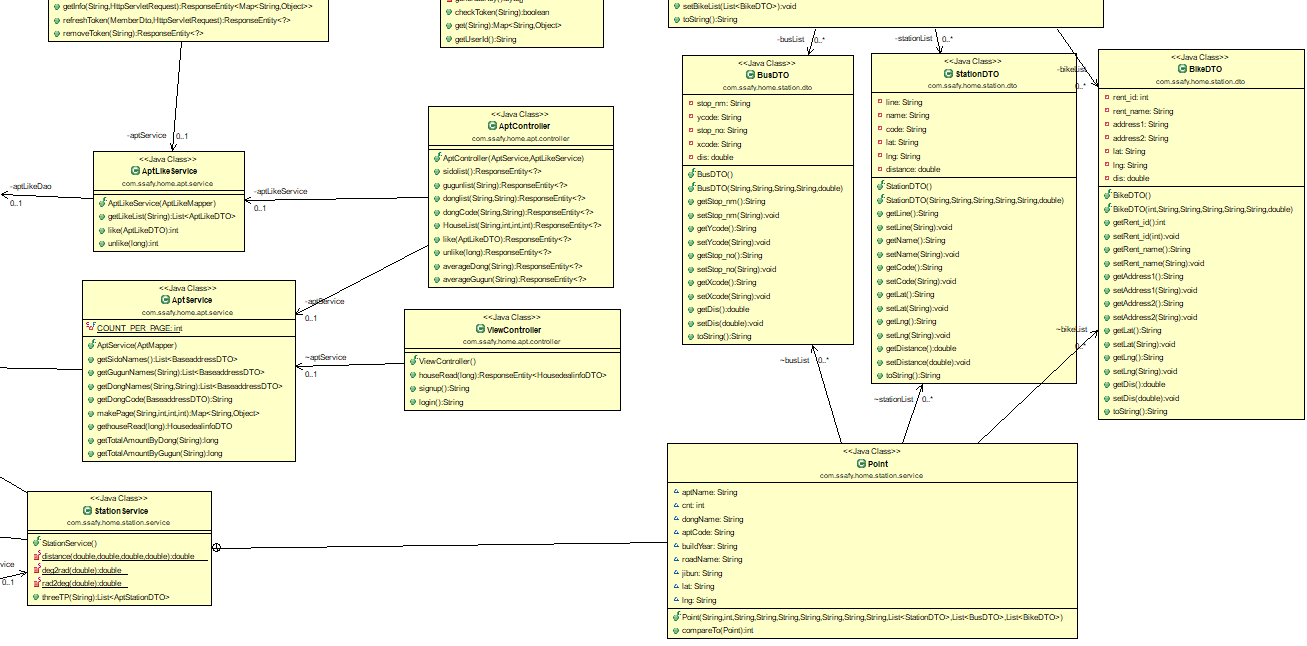 getInfo(String,HttpServletRequest):ResponseEntity<Map<String,Object>>
refreshToken(MemberDto,HttpServletRequest):ResponseEntity<?>
removeToken(String):ResponseEntity<?>
checkToken(String):boolean
get(String):Map<String,Object>
getUserId():String
setBikeList(List<BikeDTO>):void
toString():String
-busList
0..*
-stationList
0..*
-bikeList
0..*
-aptService
0..1
<<Java Class>>
AptLikeService
com.ssafy.home.apt.service
AptLikeService(AptLikeMapper)
getLikeList(String):List<AptLikeDTO>
like(AptLikeDTO):int
unlike(long):int
-aptLikeDao
0..1
-aptLikeService
0..1
<<Java Class>>
AptController
com.ssafy.home.apt.controller
AptController(AptService,AptLikeService)
sidolist():ResponseEntity<?>
gugunlist(String):ResponseEntity<?>
donglist(String,String):ResponseEntity<?>
dongCode(String,String):ResponseEntity<?>
HouseList(String,int,int,int):ResponseEntity<?>
like(AptLikeDTO):ResponseEntity<?>
unlike(long):ResponseEntity<?>
averageDong(String):ResponseEntity<?>
averageGugun(String):ResponseEntity<?>
<<Java Class>>
BusDTO
com.ssafy.home.station.dto
stop_nm: String
ycode: String
stop_no: String
xcode: String
dis: double
BusDTO()
BusDTO(String,String,String,String,double)
getStop_nm():String
setStop_nm(String):void
getYcode():String
setYcode(String):void
getStop_no():String
setStop_no(String):void
getXcode():String
setXcode(String):void
getDis():double
setDis(double):void
toString():String
<<Java Class>>
StationDTO
com.ssafy.home.station.dto
line: String
name: String
code: String
lat: String
lng: String
distance: double
StationDTO()
StationDTO(String,String,String,String,String,double)
getLine():String
setLine(String):void
getName():String
setName(String):void
getCode():String
setCode(String):void
getLat():String
setLat(String):void
getLng():String
setLng(String):void
getDistance():double
setDistance(double):void
toString():String
<<Java Class>>
BikeDTO
com.ssafy.home.station.dto
rent_id: int
rent_name: String
address1: String
address2: String
lat: String
lng: String
dis: double
BikeDTO()
BikeDTO(int,String,String,String,String,String,double)
getRent_id():int
setRent_id(int):void
getRent_name():String
setRent_name(String):void
getAddress1():String
setAddress1(String):void
getAddress2():String
setAddress2(String):void
getLat():String
setLat(String):void
getLng():String
setLng(String):void
getDis():double
setDis(double):void
toString():String
<<Java Class>>
AptService
com.ssafy.home.apt.service
COUNT_PER_PAGE: int
AptService(AptMapper)
getSidoNames():List<BaseaddressDTO>
getGugunNames(String):List<BaseaddressDTO>
getDongNames(String,String):List<BaseaddressDTO>
getDongCode(BaseaddressDTO):String
makePage(String,int,int,int):Map<String,Object>
gethouseRead(long):HousedealinfoDTO
getTotalAmountByDong(String):long
getTotalAmountByGugun(String):long
-aptService
0..1
~aptService
0..1
<<Java Class>>
ViewController
com.ssafy.home.apt.controller
ViewController()
houseRead(long):ResponseEntity<HousedealinfoDTO>
signup():String
login():String
~busList
0..*
~stationList
0..*
~bikeList
0..*
<<Java Class>>
Point
com.ssafy.home.station.service
aptName: String
cnt: int
dongName: String
aptCode: String
buildYear: String
roadName: String
jibun: String
lat: String
lng: String
Point(String,int,String,String,String,String,String,String,String,List<StationDTO>,List<BusDTO>,List<BikeDTO>)
compareTo(Point):int
<<Java Class>>
StationService
com.ssafy.home.station.service
StationService()
distance(double,double,double,double):double
deg2rad(double):double
rad2deg(double):double
threeTP(String):List<AptStationDTO>
vice
0..1